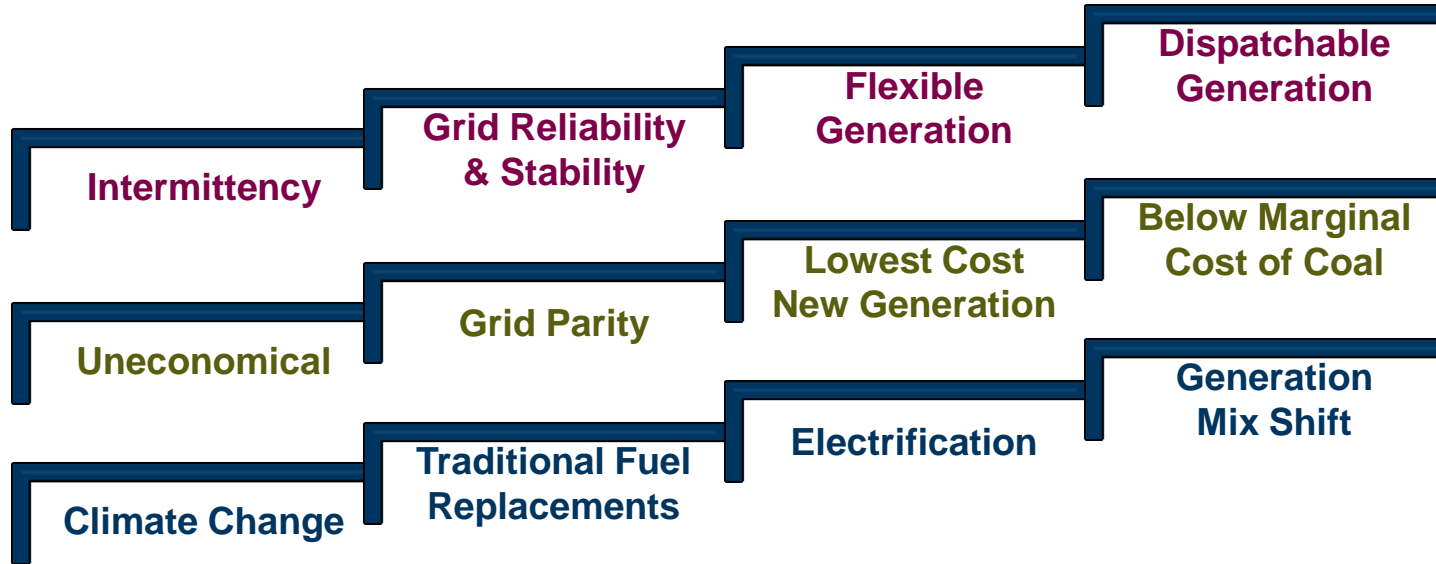 Intermittency
Grid Reliability
& Stability
Flexible
Generation
Dispatchable
Generation
Uneconomical
Grid Parity
Lowest Cost
New Generation
Below Marginal
Cost of Coal
Climate Change
Traditional Fuel
Replacements
Electrification
Generation
Mix Shift